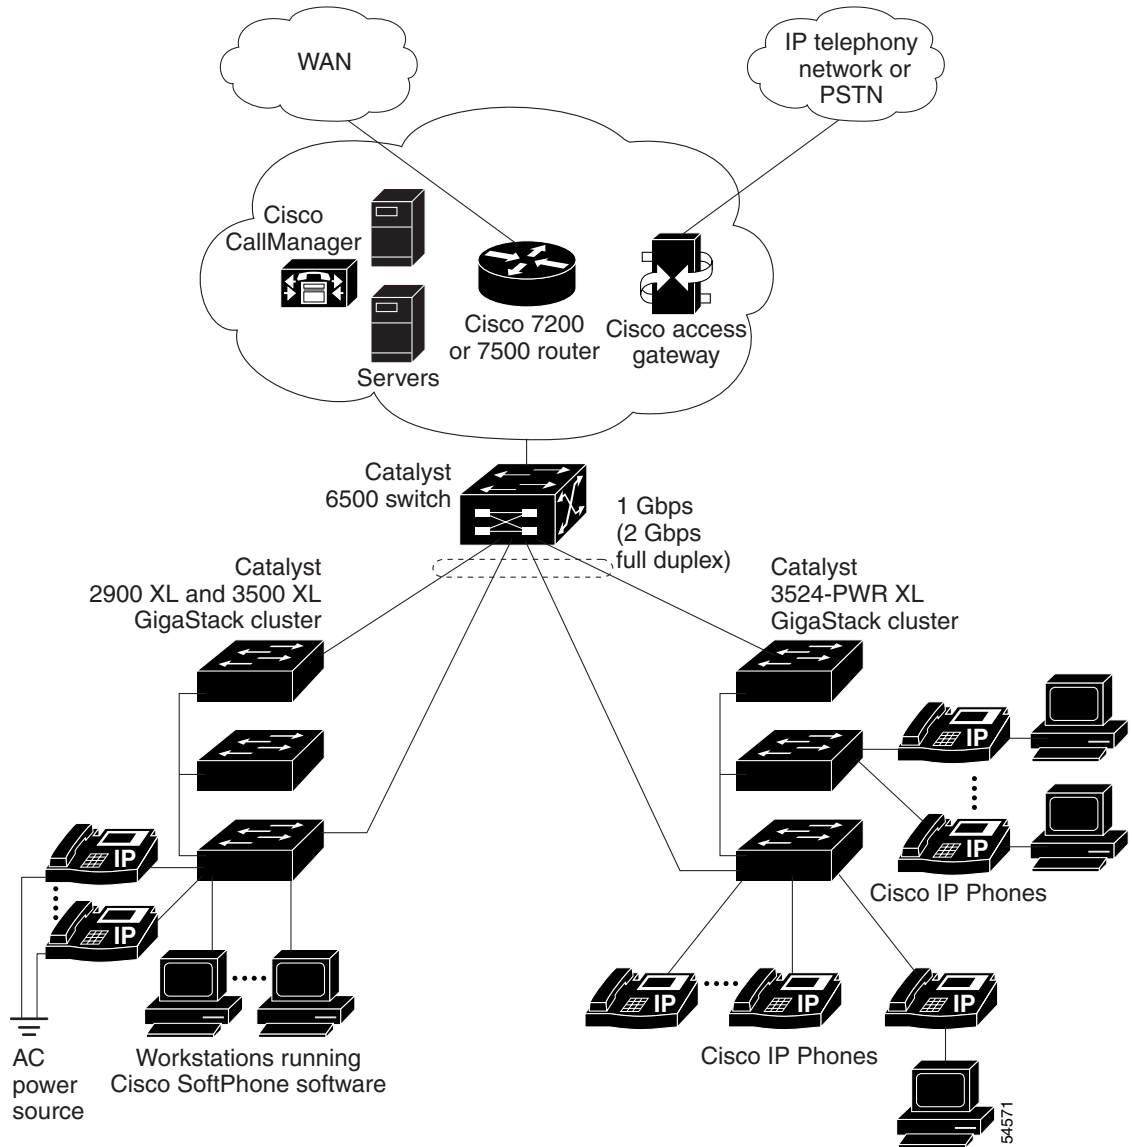 WAN
IP telephony
network or
PSTN
Cisco
CallManager
Servers
Cisco 7200
or 7500 router
Cisco access
gateway
Catalyst
6500 switch
1 Gbps
(2 Gbps
full duplex)
Catalyst
2900 XL and 3500 XL
GigaStack cluster
Catalyst
3524-PWR XL
GigaStack cluster
IP
IP
Cisco IP Phones
IP
IP
AC
power
source
Workstations running
Cisco SoftPhone software
IP
IP
IP
Cisco IP Phones
54571